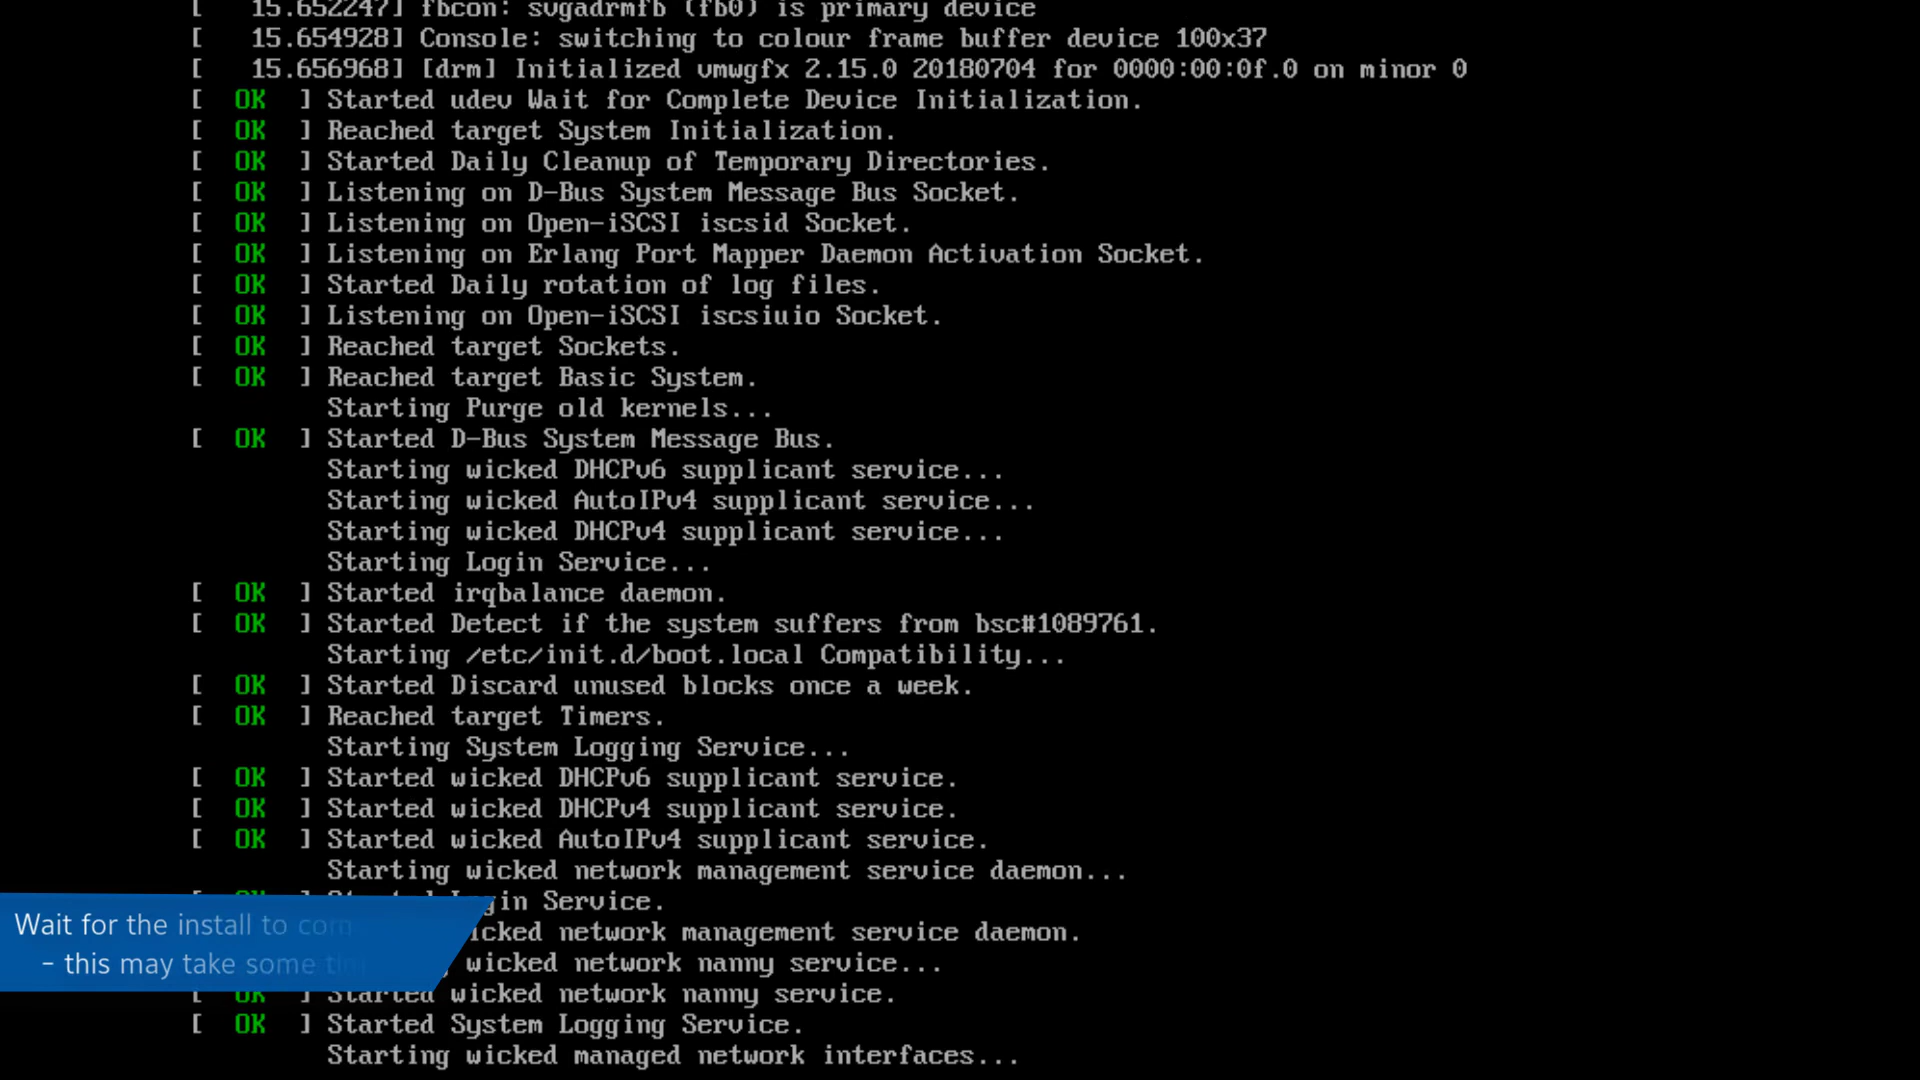 [ 15.652247] fbcon: svgadrmfb (fb0) is primary device
[ 15.654928] Console: switching to colour frame buffer device 100x37
[ 15.656968] [drm] Initialized vmwgfx 2.15.0 20180704 for 0000:00:0f.0 on minor 0
[ OK ] Started udev Wait for Complete Device Initialization.
[ OK ] Reached target System Initialization.
[ OK ] Started Daily Cleanup of Temporary Directories.
[ OK ] Listening on D-Bus System Message Bus Socket.
[ OK ] Listening on Open-iSCSI iscsid Socket.
[ OK ] Listening on Erlang Port Mapper Daemon Activation Socket.
[ OK ] Started Daily rotation of log files.
[ OK ] Listening on Open-iSCSI iscsiuio Socket.
[ OK ] Reached target Sockets.
[ OK ] Reached target Basic System.
Starting Purge old kernels...
[ OK ] Started D-Bus System Message Bus.
Starting wicked DHCPv6 supplicant service...
Starting wicked AutoIPv4 supplicant service...
Starting wicked DHCPv4 supplicant service...
Starting Login Service...
[ OK ] Started irqbalance daemon.
[ OK ] Started Detect if the system suffers from bsc#1089761.
Starting /etc/init.d/boot.local Compatibility...
[ OK ] Started Discard unused blocks once a week.
[ OK ] Reached target Timers.
Starting System Logging Service...
[ OK ] Started wicked DHCPv6 supplicant service.
[ OK ] Started wicked DHCPv4 supplicant service.
[ OK ] Started wicked AutoIPv4 supplicant service.
Starting wicked network management service daemon...
Service.
network management service daemon.
wicked network nanny service...
[ OK ] Started wicked network nanny service.
[ OK ] Started System Logging Service.
Starting wicked managed network interfaces...
Wait for the install to
- this may take some